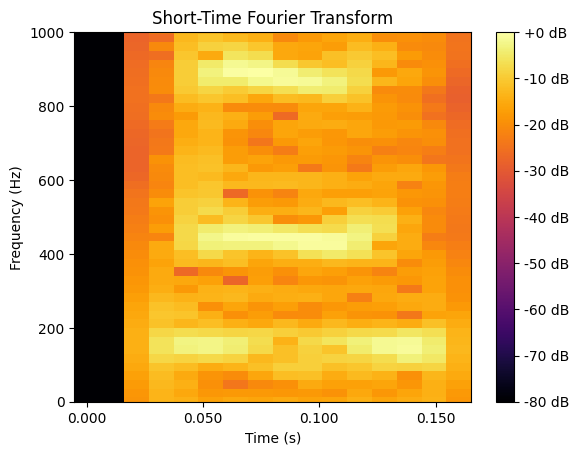 Short-Time Fourier Transform
1000
800
600
400
200
0
Frequency (Hz)
0.000
0.050
0.100
0.150
Time (s)
+0 dB
-10 dB
-20 dB
-30 dB
-40 dB
-50 dB
-60 dB
-70 dB
-80 dB